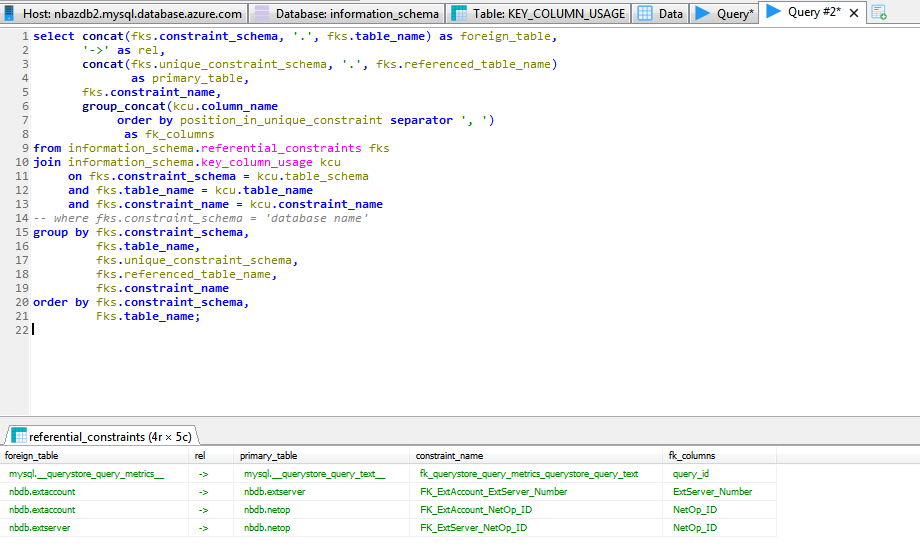 Host: nbazdb2.mysql.database.azure.com Database: information_schema Table: KEY_COLUMN_USAGE Data Query* Query #2*
1 select concat(fks.constraint_schema, '.', fks.table_name) as foreign_table,
2 '->' as rel,
3 concat(fks.unique_constraint_schema, '.', fks.referenced_table_name)
4 as primary_table,
5 fks.constraint_name,
6 group_concat(kcu.column_name
7 order by position_in_unique_constraint separator ', ')
8 as fk_columns
9 from information_schema.referential_constraints fks
10 join information_schema.key_column_usage kcu
11 on fks.constraint_schema = kcu.table_schema
12 and fks.table_name = kcu.table_name
13 and fks.constraint_name = kcu.constraint_name
14 -- where fks.constraint_schema = 'database name'
15 group by fks.constraint_schema,
16 fks.table_name,
17 fks.unique_constraint_schema,
18 fks.referenced_table_name,
19 fks.constraint_name
20 order by fks.constraint_schema,
21 Fks.table_name;
22
referential_constraints (4r × 5c)
foreign_table rel primary_table constraint_name fk_columns
mysql.__querystore_query_metrics__ -> mysql.__querystore_query_text__ fk_querystore_query_metrics_querystore_query_text query_id
nbdb.extaccount -> nbdb.extserver FK_ExtAccount_ExtServer_Number ExtServer_Number
nbdb.extaccount -> nbdb.netop FK_ExtAccount_NetOp_ID NetOp_ID
nbdb.extserver -> nbdb.netop FK_ExtServer_NetOp_ID NetOp_ID